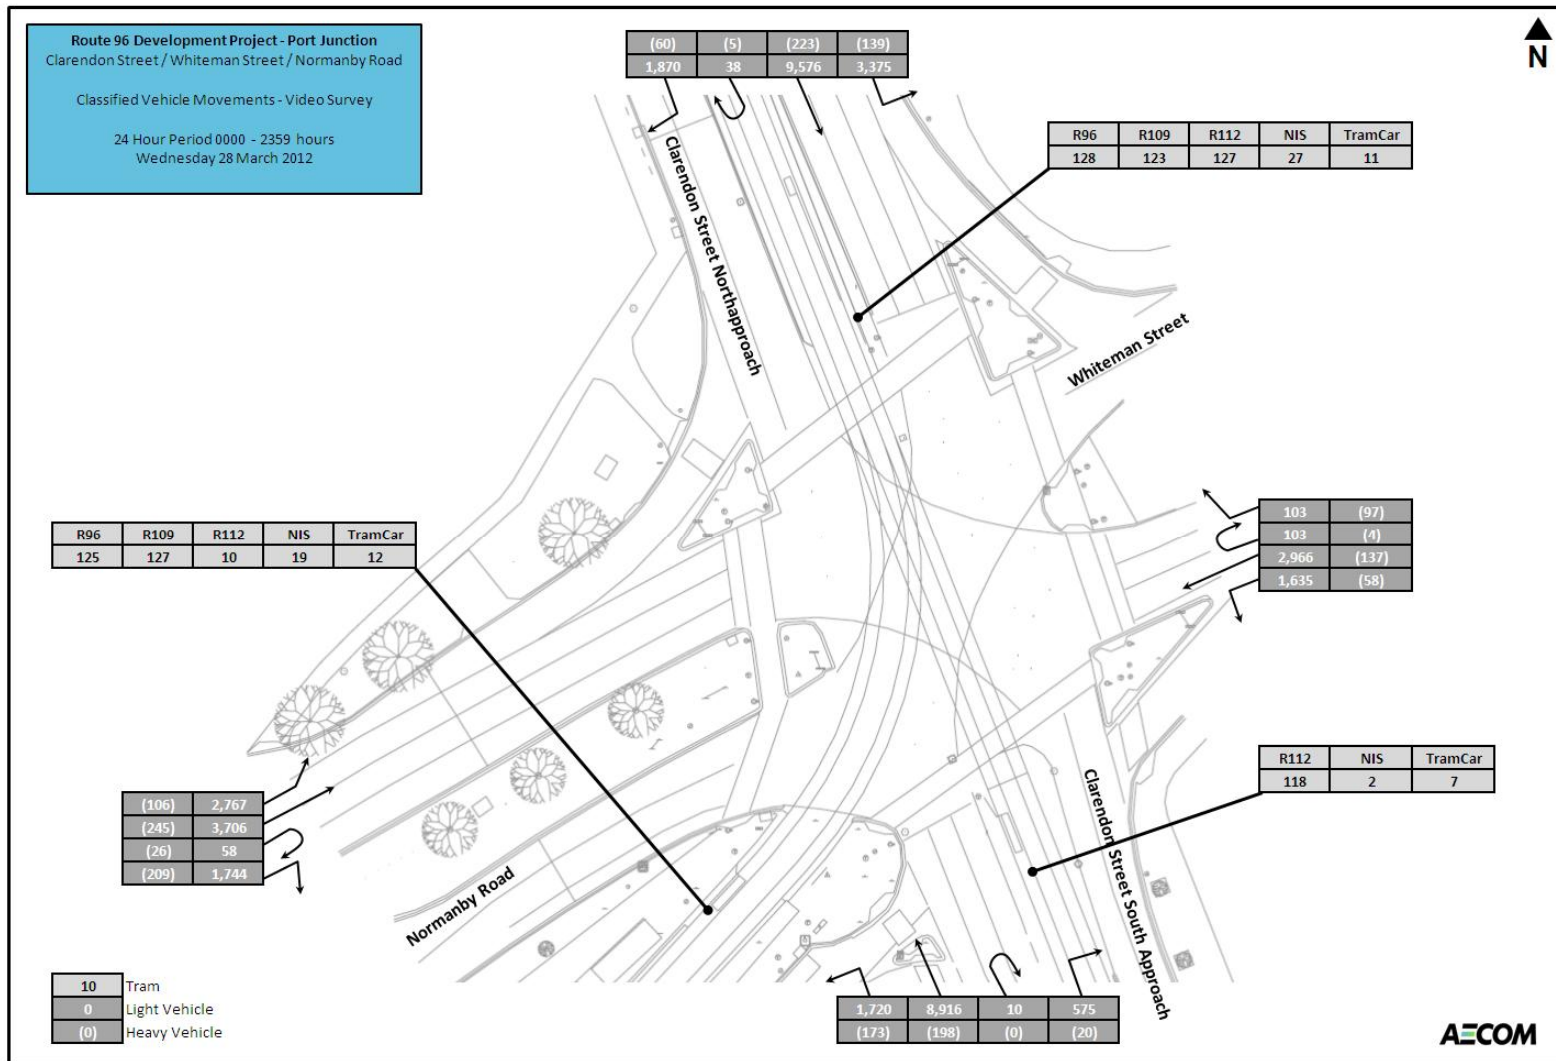 Route 96 Development Project - Port Junction
Clarendon Street / Whiteman Street / Normanby Road
Classified Vehicle Movements - Video Survey
24 Hour Period 0000 - 2359 hours
Wednesday 28 March 2012
(60) (5) (223) (139)
1,870 38 9,576 3,375
N
R96 R109 R112 NIS TramCar
128 123 127 27 11
Clarendon Street Northapproach
Whiteman Street
103 (97)
103 (4)
2,966 (137)
1,635 (58)
R96 R109 R112 NIS TramCar
125 127 10 19 12
R112 NIS TramCar
118 2 7
(106) 2,767
(245) 3,706
(26) 58
(209) 1,744
Normanby Road
Clarendon Street South Approach
1,720 8,916 10 575
(173) (198) (0) (20)
10 Tram
0 Light Vehicle
(0) Heavy Vehicle
AECOM